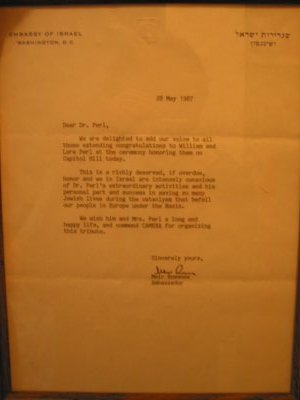 EMBASSY OF ISRAEL
WASHINGTON, D.C.
שגרירות ישראל
ושינגטון
28 May 1987
Dear Dr. Perl,
We are delighted to add our voice to all
those extending congratulations to William and
Lore Perl at the ceremony honoring them on
Capitol Hill today.
This is a richly deserved, if overdue,
honor and we in Israel are intensely conscious
of Dr. Perl's extraordinary activities and his
personal part and success in saving so many
Jewish lives during the cataclysm that befell
our people in Europe under the Nazis.
We wish him and Mrs. Perl a long and
happy life, and commend CAMERA for organizing
this tribute.
Sincerely yours,
Meir Rosenne
Ambassador